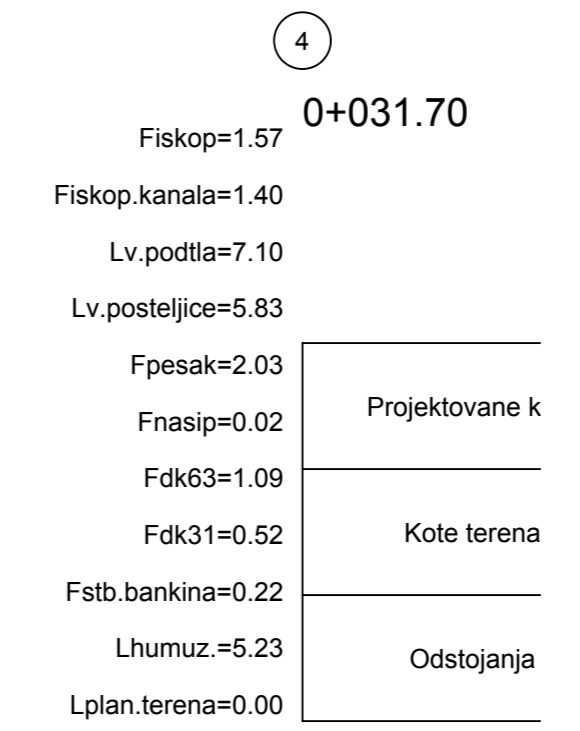 4
0+031.70
Fiskop=1.57
Fiskop.kanala=1.40
Lv.podtla=7.10
Lv.posteljice=5.83
Fpesak=2.03
Fnasip=0.02
Fdk63=1.09
Fdk31=0.52
Fstb.bankina=0.22
Lhumuz.=5.23
Lplan.terena=0.00
Projektovane k
Kote terena
Odstojanja